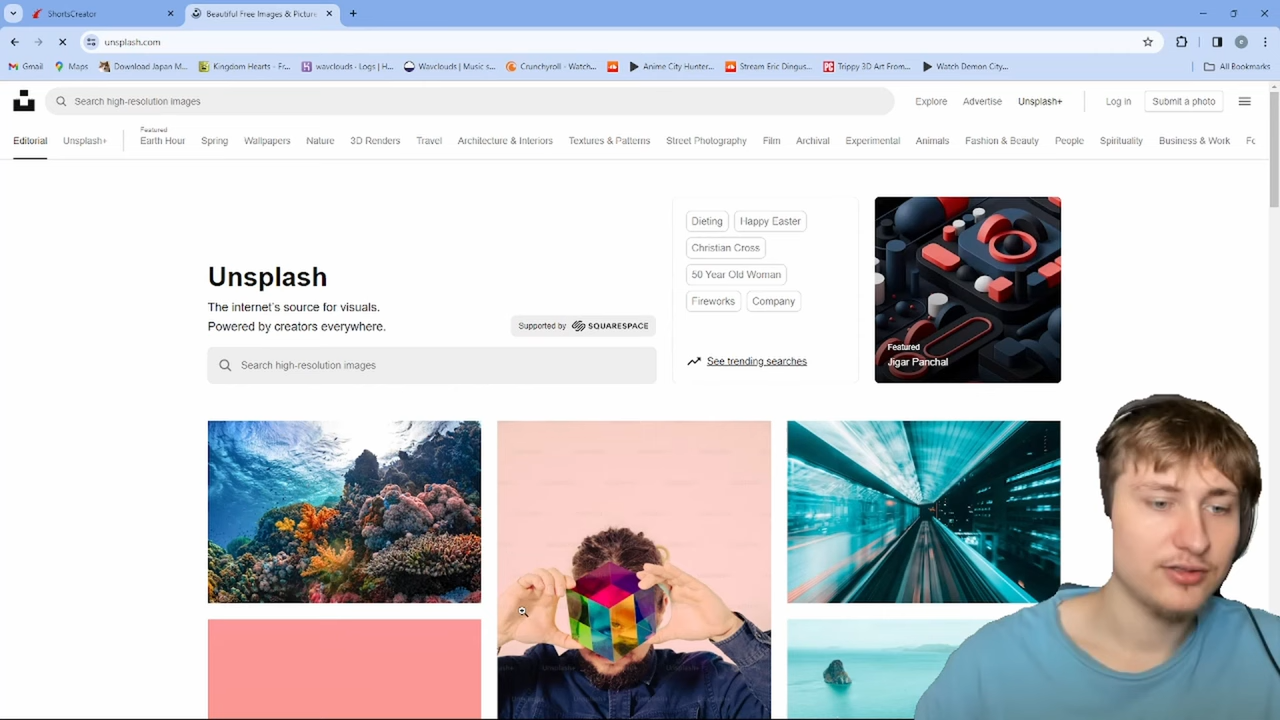 ShortsCreator
Beautiful Free Images & Picture
unsplash.com
Gmail
Maps
Download Japan M...
Kingdom Hearts - Fr...
wavclouds - Logs | H...
Wavclouds | Music s...
Crunchyroll - Watch...
Anime City Hunter...
Stream Eric Dingus...
Trippy 3D Art From...
Watch Demon City...
All Bookmarks
Search high-resolution images
Explore
Advertise
Unsplash+
Log in
Submit a photo
Editorial
Unsplash+
Featured
Earth Hour
Spring
Wallpapers
Nature
3D Renders
Travel
Architecture & Interiors
Textures & Patterns
Street Photography
Film
Archival
Experimental
Animals
Fashion & Beauty
People
Spirituality
Business & Work
Fc
Unsplash
The internet's source for visuals.
Powered by creators everywhere.
Supported by SQUARESPACE
Search high-resolution images
Dieting
Happy Easter
Christian Cross
50 Year Old Woman
Fireworks
Company
See trending searches
Featured
Jigar Panchal